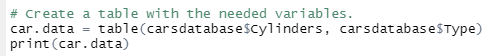 # Create a table with the needed variables.
car.data = table(carsdatabase$Cylinders, carsdatabase$Type)
print(car.data)